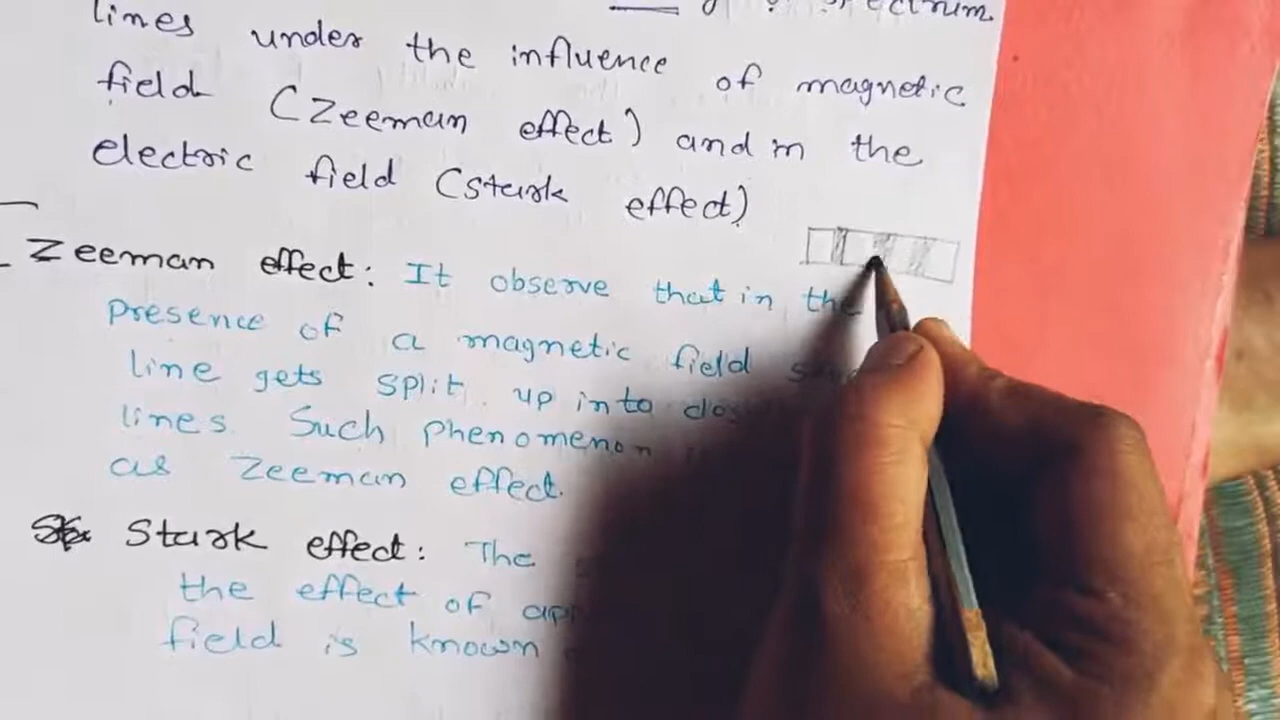 lines under the influence of magnetic
field (Zeeman effect) and in the
electric field (Stark effect)
Zeeman effect: It observe that in the
presence of a magnetic field
line gets split up into
lines. Such phenomenon
as Zeeman effect.
Stark effect: The
the effect of
field is known